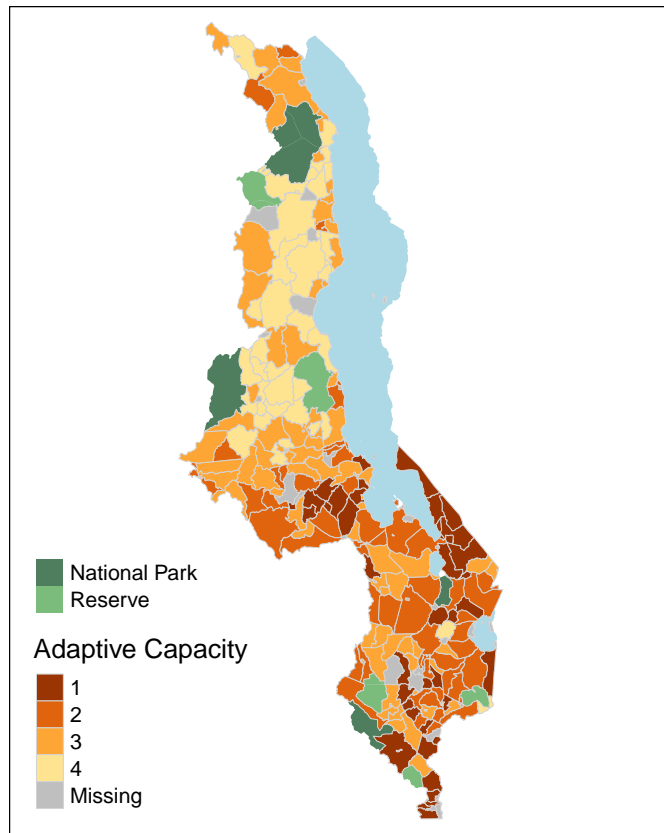 National Park
Reserve
Adaptive Capacity
1
2
3
4
Missing